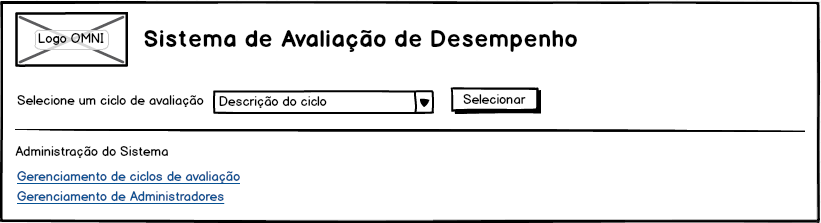 Logo OMNI
Sistema de Avaliação de Desempenho
Selecione um ciclo de avaliação Descrição do ciclo Selecionar
Administração do Sistema
Gerenciamento de ciclos de avaliação
Gerenciamento de Administradores